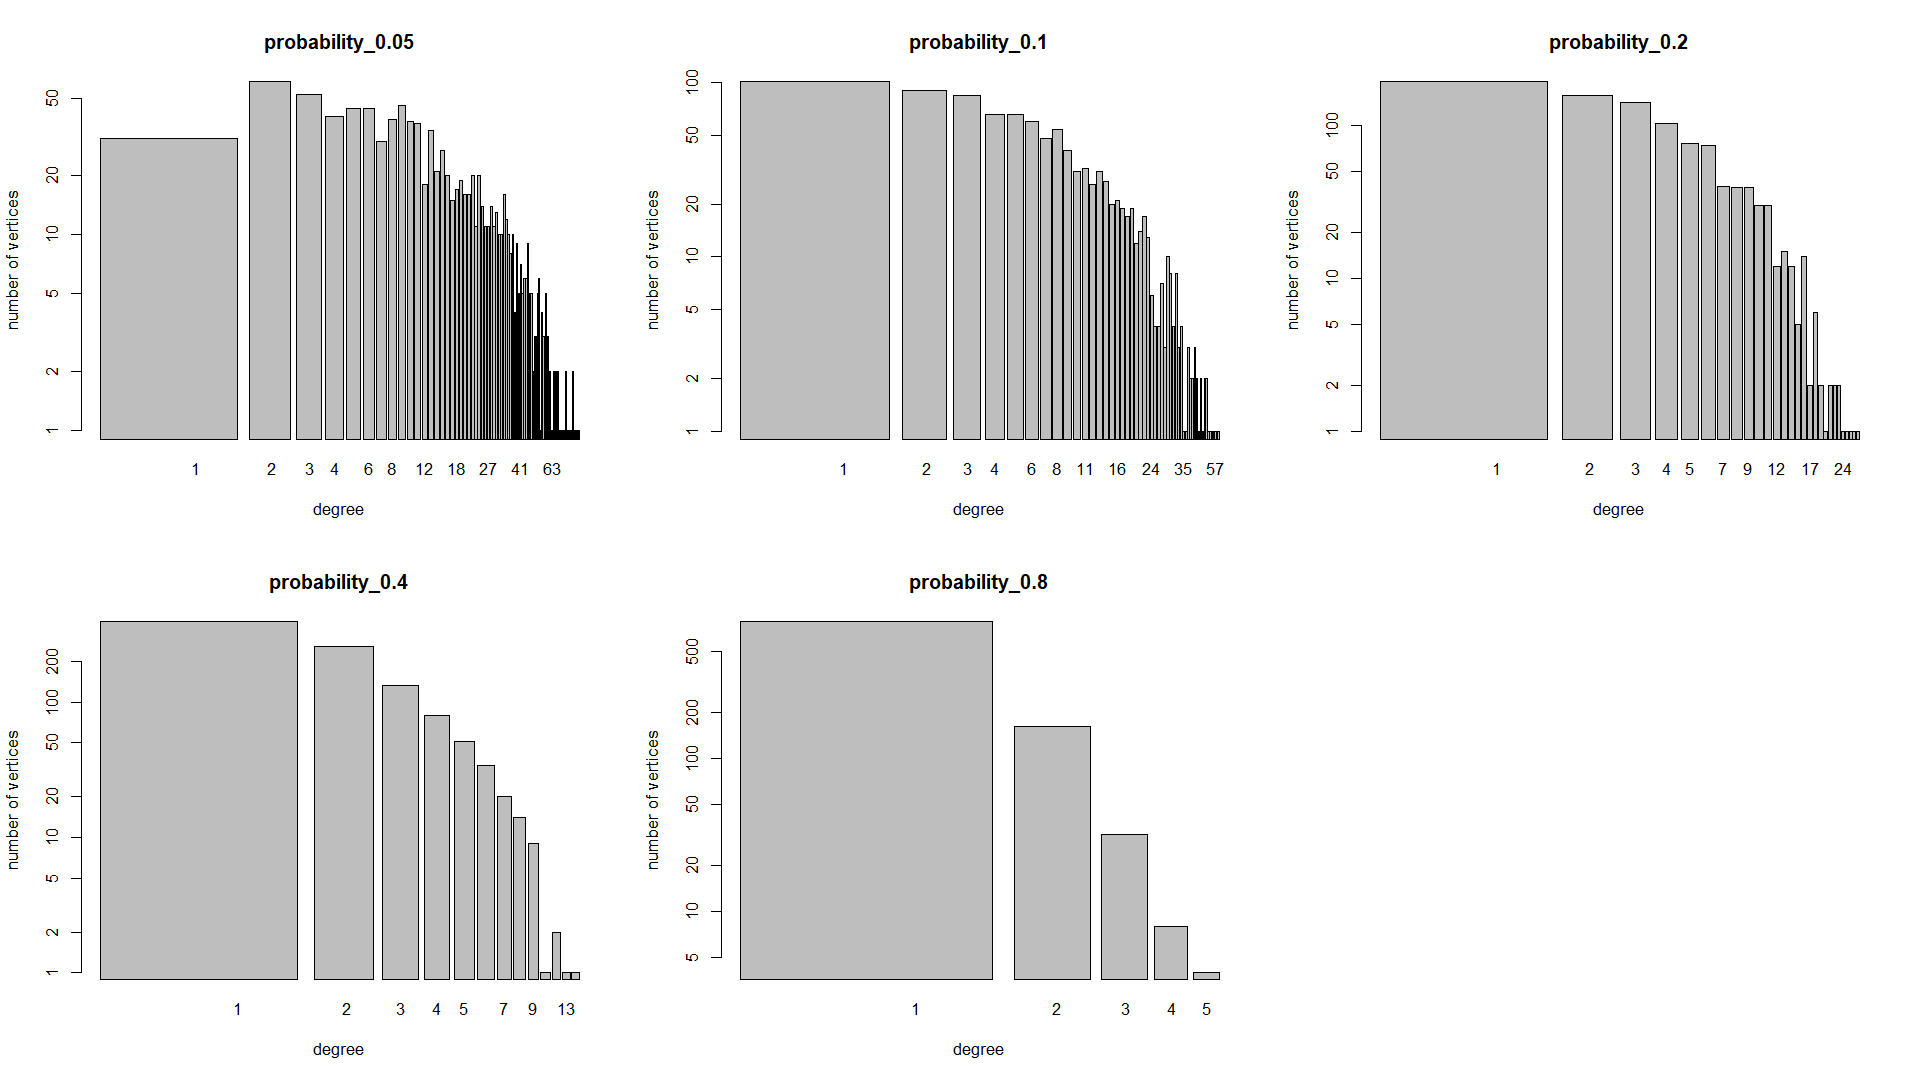 probability_0.05
number of vertices
50
20
10
5
2
1
1 2 3 4 6 8 12 18 27 41 63
degree
probability_0.1
number of vertices
100
50
20
10
5
2
1
1 2 3 4 6 8 11 16 24 35 57
degree
probability_0.2
number of vertices
100
50
20
10
5
2
1
1 2 3 4 5 7 9 12 17 24
degree
probability_0.4
number of vertices
200
100
50
20
10
5
2
1
1 2 3 4 5 7 9 13
degree
probability_0.8
number of vertices
500
200
100
50
20
10
5
1 2 3 4 5
degree